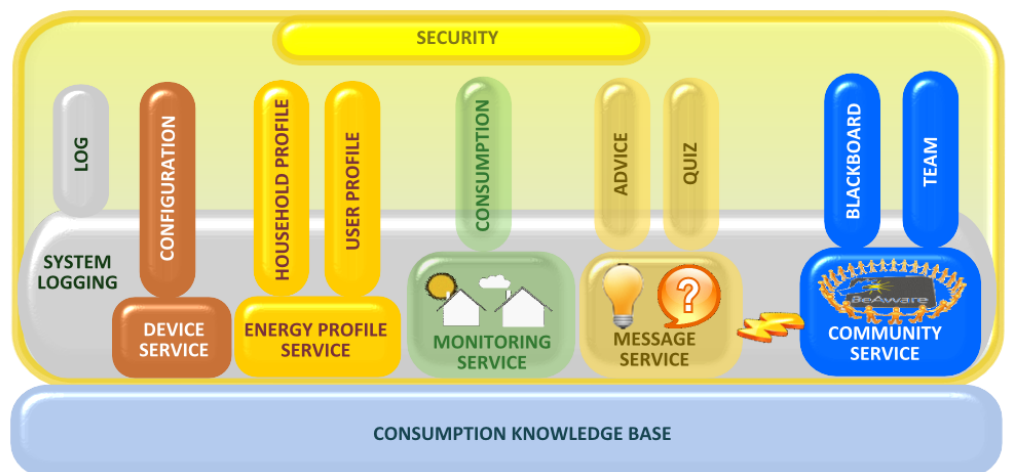 SECURITY
LOG
CONFIGURATION
HOUSEHOLD PROFILE
USER PROFILE
CONSUMPTION
ADVICE
QUIZ
BLACKBOARD
TEAM
SYSTEM
LOGGING
DEVICE
SERVICE
ENERGY PROFILE
SERVICE
MONITORING
SERVICE
?
MESSAGE
SERVICE
BeAware
COMMUNITY
SERVICE
CONSUMPTION KNOWLEDGE BASE